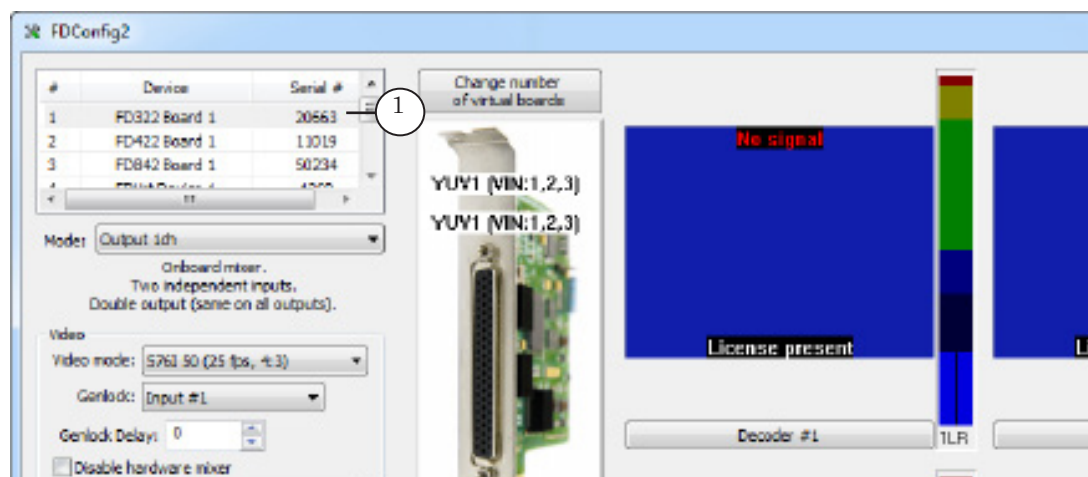 FDConfig2
# Device Serial #
1 FD322 Board 1 20663
2 FD422 Board 1 11019
3 FD842 Board 1 50234
1
Change number
of virtual boards
YUV1 (VIN:1,2,3)
YUV1 (VIN:1,2,3)
Mode: Output 1ch
Onboard mixer.
Two independent inputs.
Double output (same on all outputs).
Video
Video mode: 576I 50 (25 fps, 4:3)
Genlock: Input #1
Genlock Delay: 0
Disable hardware mixer
No signal
License present
Decoder #1
1LR